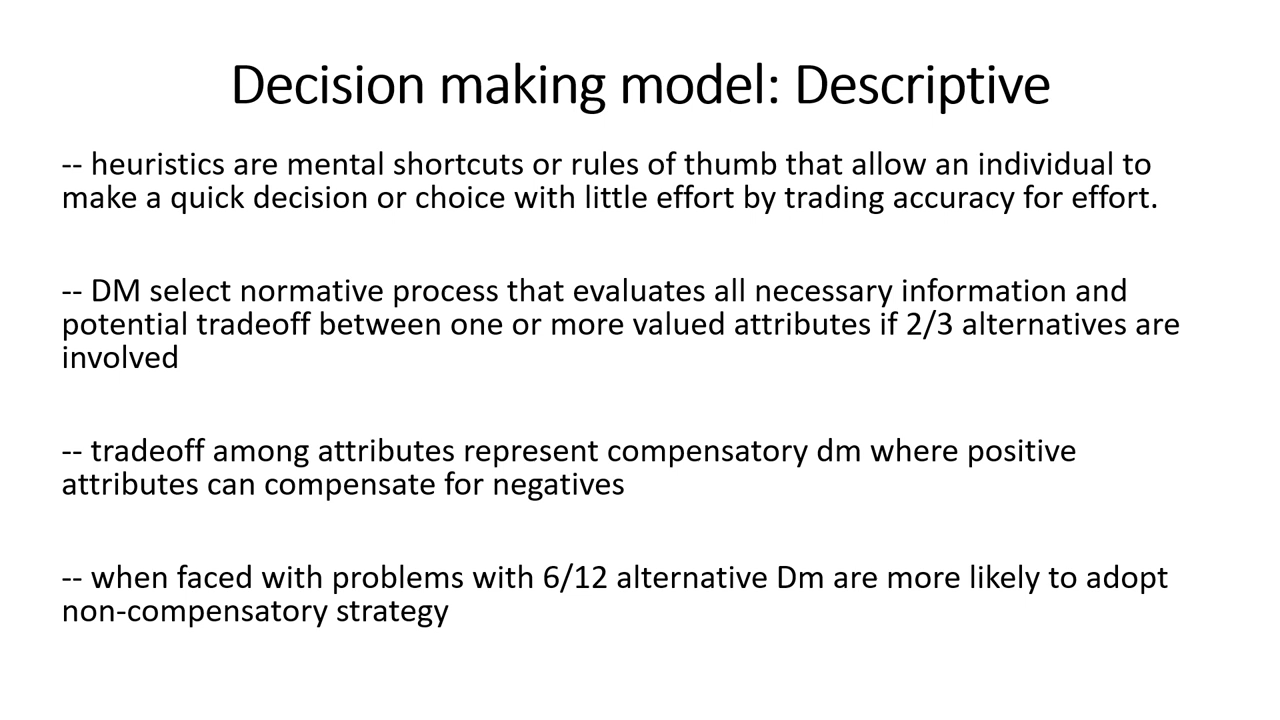 Decision making model: Descriptive
-- heuristics are mental shortcuts or rules of thumb that allow an individual to
make a quick decision or choice with little effort by trading accuracy for effort.
-- DM select normative process that evaluates all necessary information and
potential tradeoff between one or more valued attributes if 2/3 alternatives are
involved
-- tradeoff among attributes represent compensatory dm where positive
attributes can compensate for negatives
-- when faced with problems with 6/12 alternative Dm are more likely to adopt
non-compensatory strategy